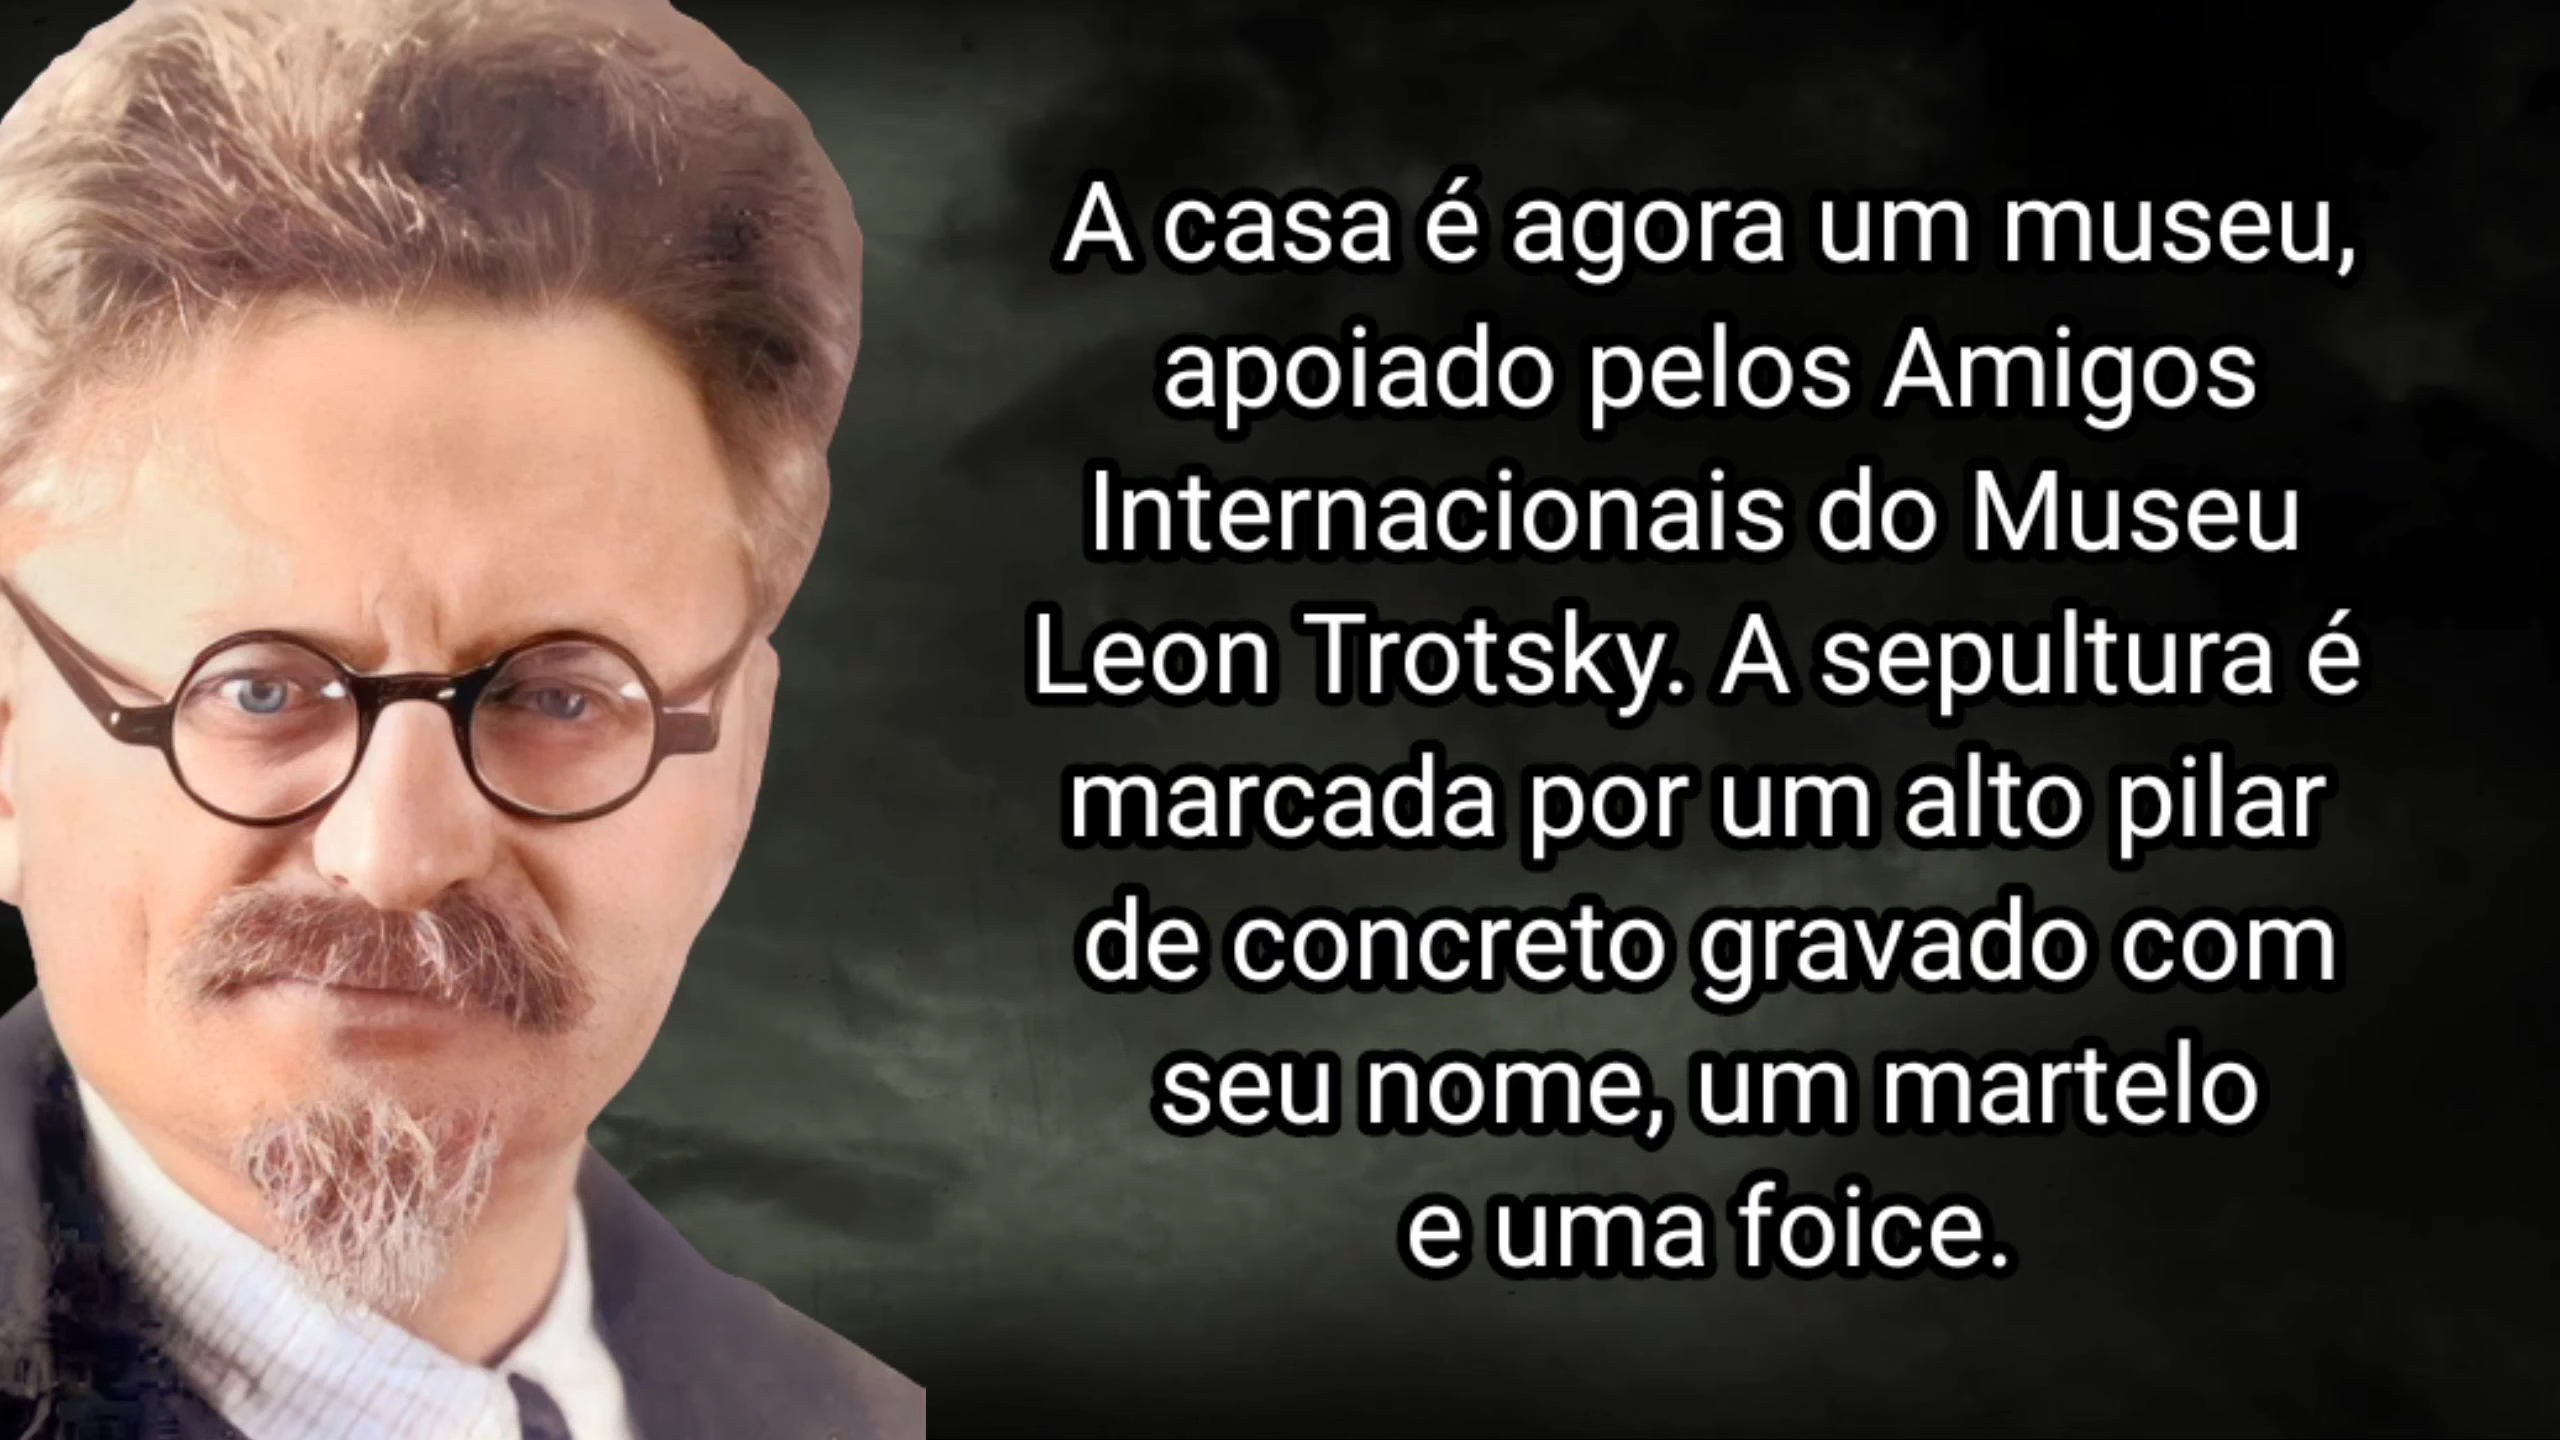 A casa é agora um museu,
apoiado pelos Amigos
Internacionais do Museu
Leon Trotsky. A sepultura é
marcada por um alto pilar
de concreto gravado com
seu nome, um martelo
e uma foice.